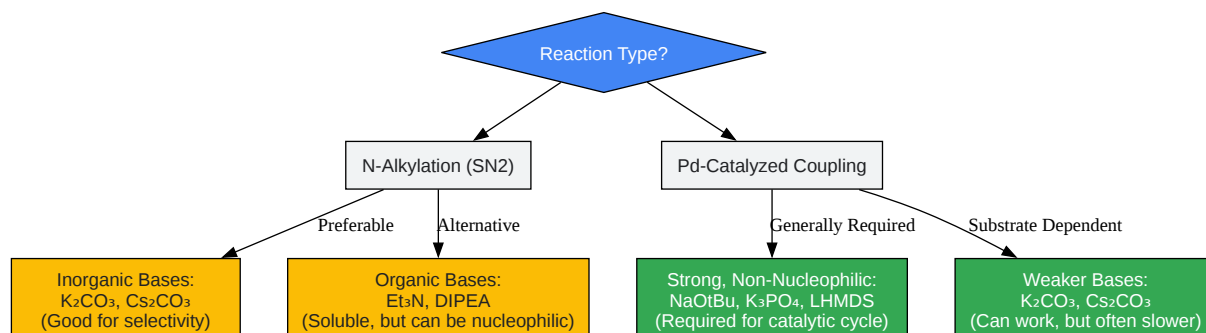 Reaction Type?
N-Alkylation (SN2)
Pd-Catalyzed Coupling
Preferable
Alternative
Generally Required
Substrate Dependent
Inorganic Bases:
K₂CO₃, Cs₂CO₃
(Good for selectivity)
Organic Bases:
Et₃N, DIPEA
(Soluble, but can be nucleophilic)
Strong, Non-Nucleophilic:
NaOtBu, K₃PO₄, LHMDS
(Required for catalytic cycle)
Weaker Bases:
K₂CO₃, Cs₂CO₃
(Can work, but often slower)